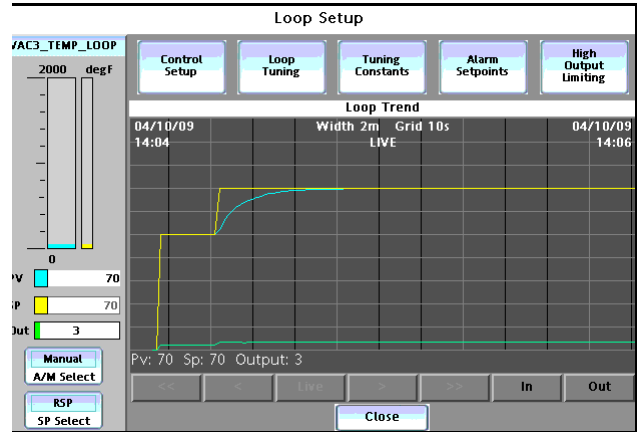 Loop Setup
VAC3_TEMP_LOOP
2000 degF
0
PV 70
SP 70
Out 3
Manual
A/M Select
RSP
SP Select
Control
Setup
Loop
Tuning
Tuning
Constants
Alarm
Setpoints
High
Output
Limiting
Loop Trend
04/10/09 Width 2m Grid 10s 04/10/09
14:04 LIVE 14:06
Pv: 70 Sp: 70 Output: 3
<< < Live > >> In Out
Close